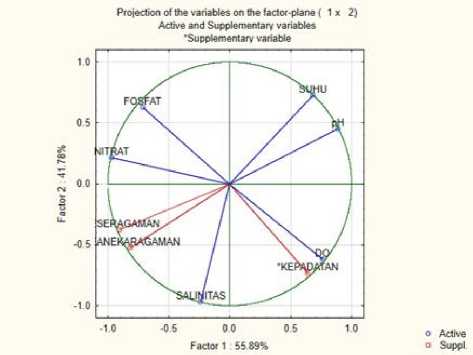 Projection of the variables on the factor-plane ( 1 x 2)
Active and Supplementary variables
*Supplementary variable
1.0
SUHU
FOSFAT
0.5
pH
NITRAT
0.0
SERAGAMAN
ANEKARAGAMAN
-0.5
DO
*KEPADATAN
SALINITAS
-1.0
-1.0 -0.5 0.0 0.5 1.0
Factor 2 : 41.78%
Factor 1 : 55.89%
Active
Suppl.